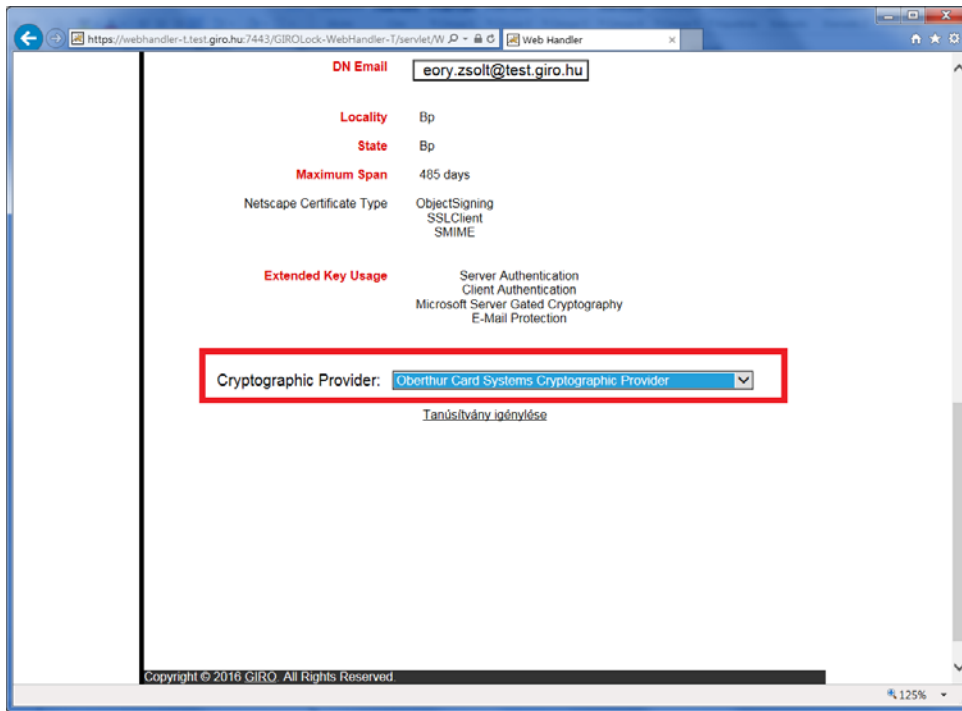 https://webhandler-t.test.giro.hu:7443/GIROLock-WebHandler-T/servlet/W
Web Handler
DN Email eory.zsolt@test.giro.hu
Locality Bp
State Bp
Maximum Span 485 days
Netscape Certificate Type ObjectSigning
SSLClient
SMIME
Extended Key Usage Server Authentication
Client Authentication
Microsoft Server Gated Cryptography
E-Mail Protection
Cryptographic Provider: Oberthur Card Systems Cryptographic Provider
Tanúsítvány igénylése
Copyright © 2016 GIRO. All Rights Reserved.
125%